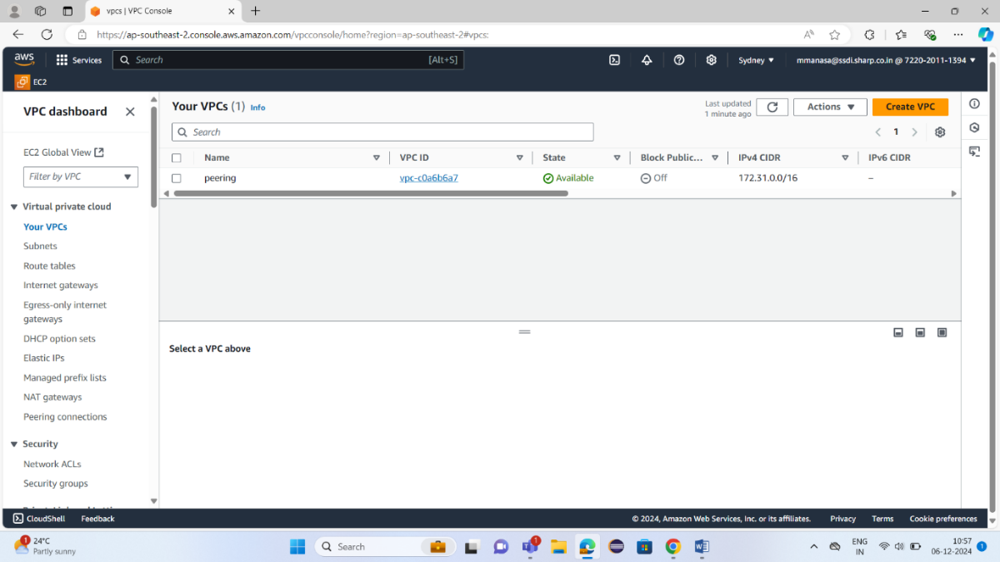 vpcs | VPC Console
https://ap-southeast-2.console.aws.amazon.com/vpcconsole/home?region=ap-southeast-2#vpcs:
aws
Services
Search
[Alt+S]
Sydney
mmanasa@ssdi.sharp.co.in @ 7220-2011-1394
EC2
VPC dashboard
EC2 Global View
Filter by VPC
Virtual private cloud
Your VPCs
Subnets
Route tables
Internet gateways
Egress-only internet
gateways
DHCP option sets
Elastic IPs
Managed prefix lists
NAT gateways
Peering connections
Security
Network ACLs
Security groups
Your VPCs (1) Info
Last updated
1 minute ago
Actions
Create VPC
Search
1
Name VPC ID State Block Public... IPv4 CIDR IPv6 CIDR
peering vpc-c0a6b6a7 Available Off 172.31.0.0/16 –
Select a VPC above
CloudShell Feedback © 2024, Amazon Web Services, Inc. or its affiliates. Privacy Terms Cookie preferences
1
24°C
Partly sunny
Search
1
ENG
IN
10:57
06-12-2024
1